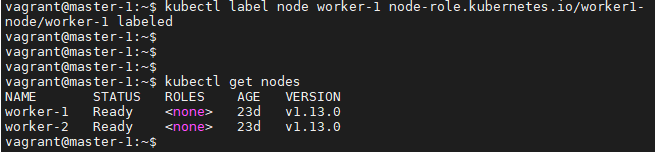 vagrant@master-1:~$ kubectl label node worker-1 node-role.kubernetes.io/worker1-
node/worker-1 labeled
vagrant@master-1:~$
vagrant@master-1:~$
vagrant@master-1:~$
vagrant@master-1:~$ kubectl get nodes
NAME STATUS ROLES AGE VERSION
worker-1 Ready <none> 23d v1.13.0
worker-2 Ready <none> 23d v1.13.0
vagrant@master-1:~$